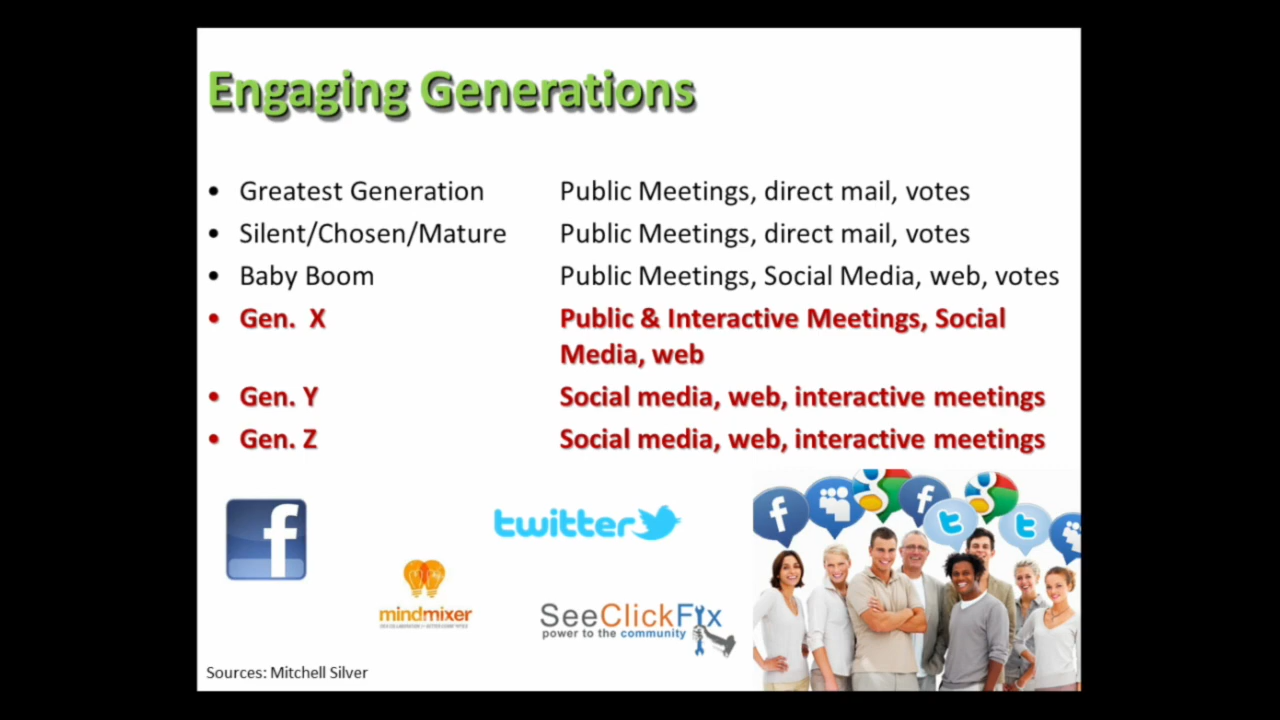 Engaging Generations
• Greatest Generation Public Meetings, direct mail, votes
• Silent/Chosen/Mature Public Meetings, direct mail, votes
• Baby Boom Public Meetings, Social Media, web, votes
• Gen. X Public & Interactive Meetings, Social
Media, web
• Gen. Y Social media, web, interactive meetings
• Gen. Z Social media, web, interactive meetings
f
twitter
mindmixer
SeeClickFix
power to the community
f
g
f
g
t
t
Sources: Mitchell Silver